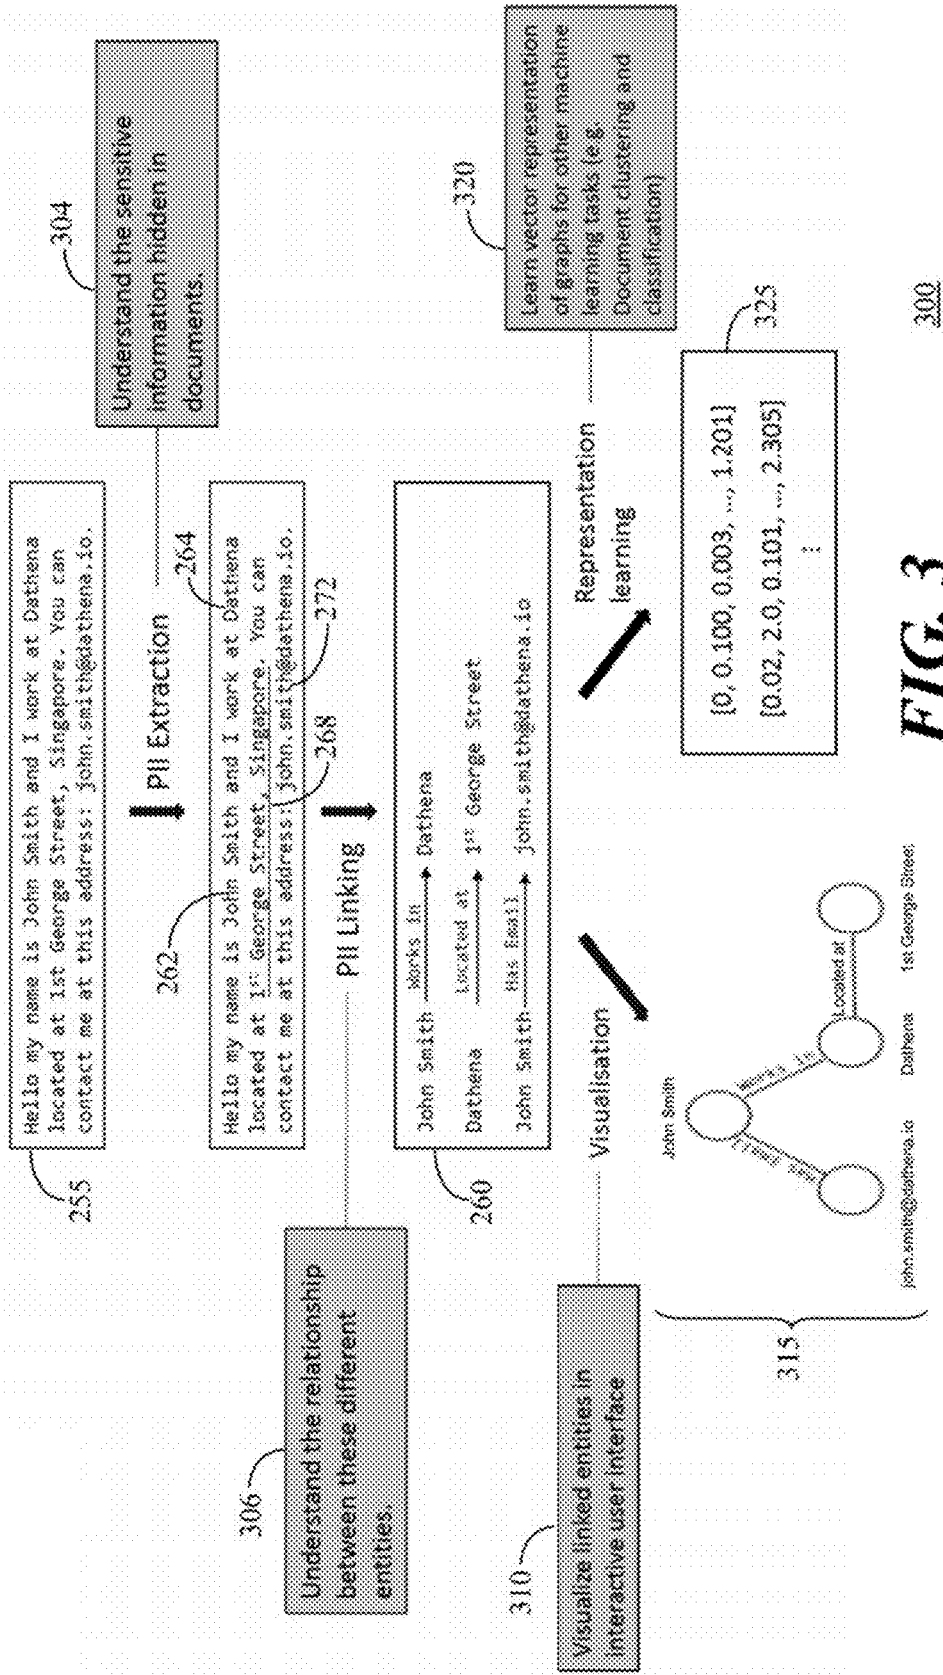 255
Hello my name is John Smith and I work at Dathena
located at 1st George Street, Singapore. You can
contact me at this address: john.smith@dathena.io.
PII Extraction
304
Understand the sensitive
information hidden in
documents.
262
264
Hello my name is John Smith and I work at Dathena
located at 1st George Street, Singapore. You can
contact me at this address: john.smith@dathena.io.
268
272
306
Understand the relationship
between these different
entities.
PII Linking
260
John Smith Works in Dathena
Dathena Located at 1st George Street
John Smith Has Email john.smith@dathena.io
310
Visualize linked entities in
interactive user interface
Visualisation
Representation
learning
320
Learn vector representation
of graphs for other machine
learning tasks (e.g.
Document clustering and
classification)
315
John Smith
Located at
john.smith@dathena.io
Dathena
1st George Street
325
[0, 0.100, 0.003, ..., 1.201]
[0.02, 2.0, 0.101, ..., 2.305]
⋮
300
FIG. 3